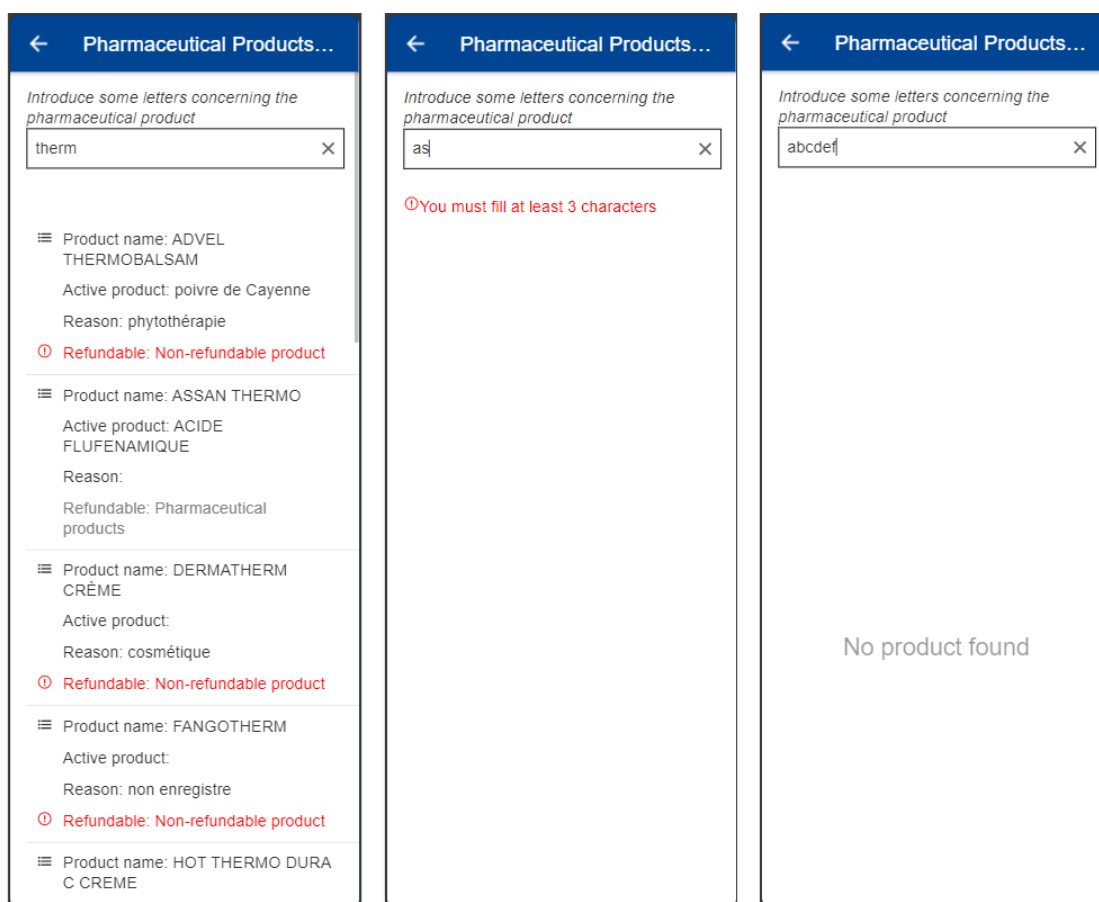 Pharmaceutical Products...
Introduce some letters concerning the
pharmaceutical product
therm
Product name: ADVEL
THERMOBALSAM
Active product: poivre de Cayenne
Reason: phytothérapie
Refundable: Non-refundable product
Product name: ASSAN THERMO
Active product: ACIDE
FLUFENAMIQUE
Reason:
Refundable: Pharmaceutical
products
Product name: DERMATHERM
CRÈME
Active product:
Reason: cosmétique
Refundable: Non-refundable product
Product name: FANGOTHERM
Active product:
Reason: non enregistre
Refundable: Non-refundable product
Product name: HOT THERMO DURA
C CREME
Pharmaceutical Products...
Introduce some letters concerning the
pharmaceutical product
as
You must fill at least 3 characters
Pharmaceutical Products...
Introduce some letters concerning the
pharmaceutical product
abcdef
No product found